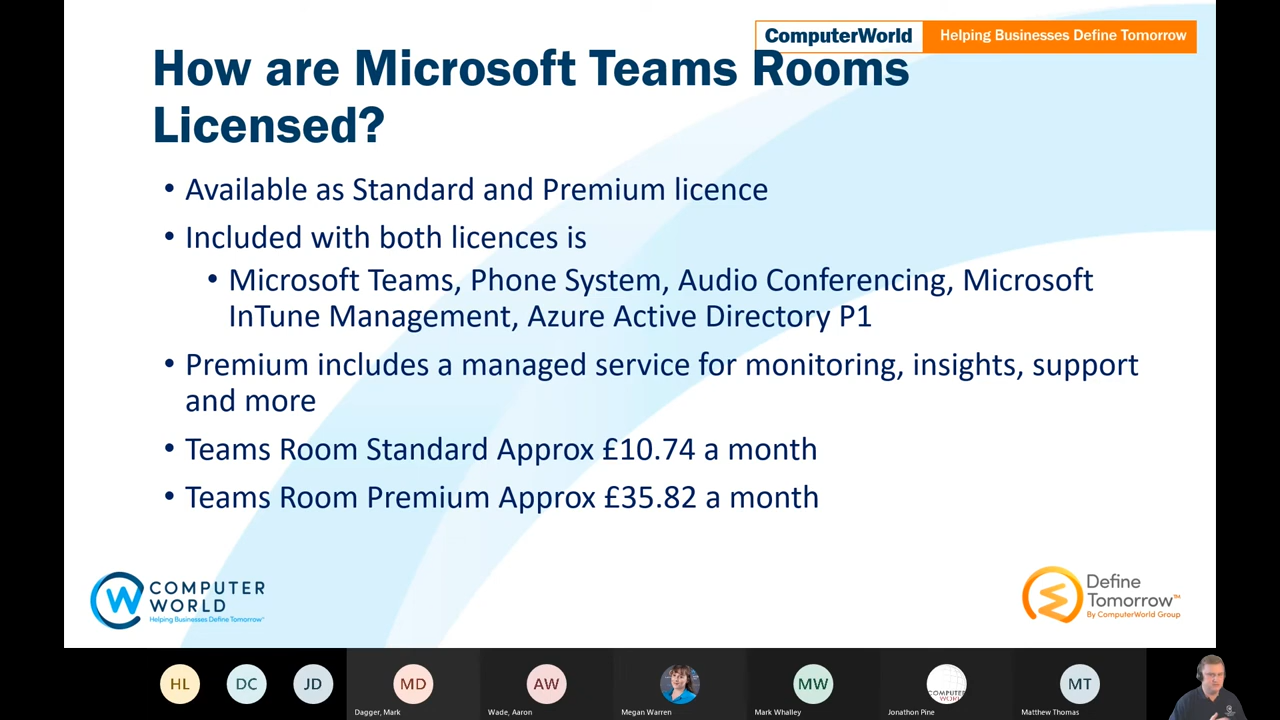 ComputerWorld Helping Businesses Define Tomorrow
How are Microsoft Teams Rooms
Licensed?
• Available as Standard and Premium licence
• Included with both licences is
• Microsoft Teams, Phone System, Audio Conferencing, Microsoft
InTune Management, Azure Active Directory P1
• Premium includes a managed service for monitoring, insights, support
and more
• Teams Room Standard Approx £10.74 a month
• Teams Room Premium Approx £35.82 a month
COMPUTER
WORLD
Helping Businesses Define Tomorrow
Define
Tomorrow™
By ComputerWorld Group
HL DC JD MD AW MW COMPUTER MT
WORLD
Dagger, Mark Wade, Aaron Megan Warren Mark Whalley Jonathon Pine Matthew Thomas